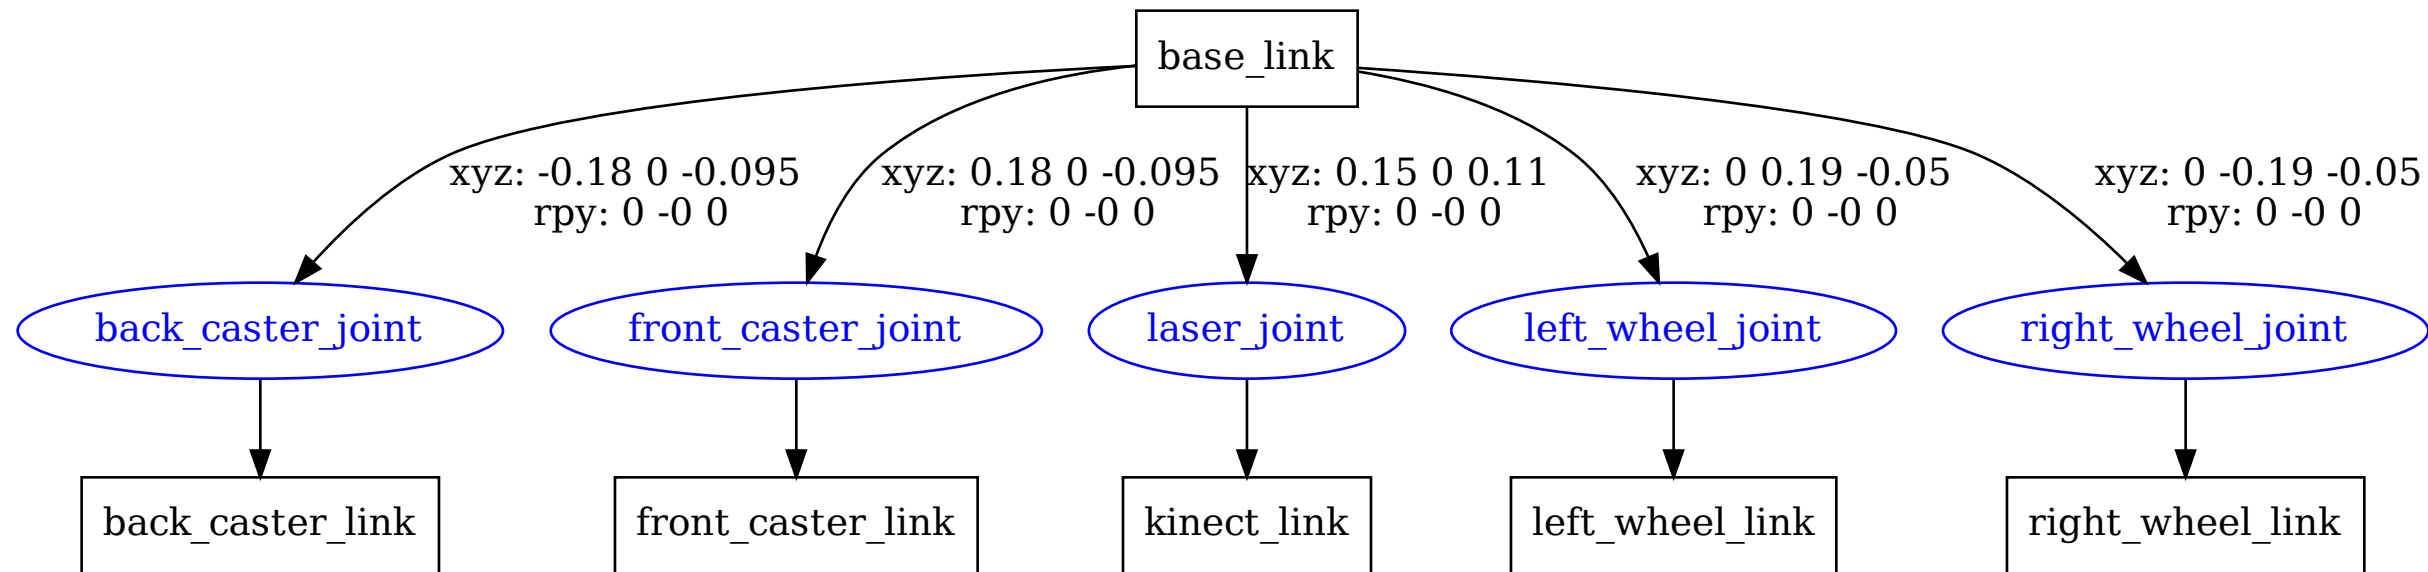 base_link
xyz: -0.18 0 -0.095
rpy: 0 -0 0
xyz: 0.18 0 -0.095
rpy: 0 -0 0
xyz: 0.15 0 0.11
rpy: 0 -0 0
xyz: 0 0.19 -0.05
rpy: 0 -0 0
xyz: 0 -0.19 -0.05
rpy: 0 -0 0
back_caster_joint
front_caster_joint
laser_joint
left_wheel_joint
right_wheel_joint
back_caster_link
front_caster_link
kinect_link
left_wheel_link
right_wheel_link